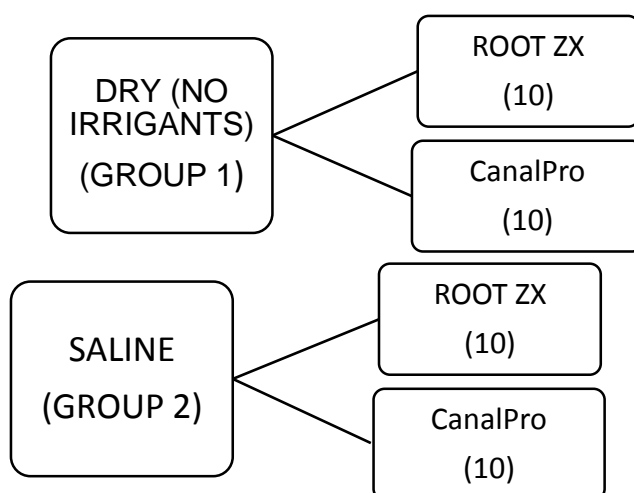 DRY (NO
IRRIGANTS)
(GROUP 1)
ROOT ZX
(10)
CanalPro
(10)
SALINE
(GROUP 2)
ROOT ZX
(10)
CanalPro
(10)